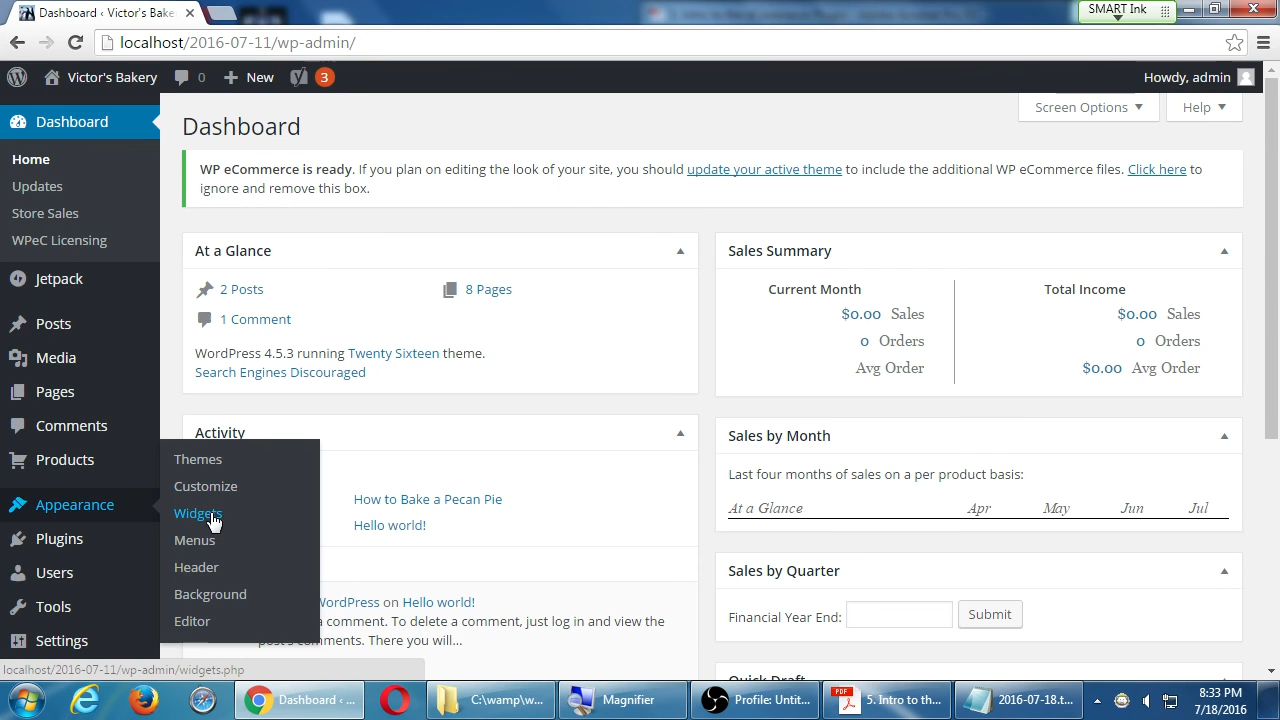 Dashboard ‹ Victor's Bake
SMART Ink
localhost/2016-07-11/wp-admin/
Victor's Bakery 0 New 3 Howdy, admin
Dashboard
Home
Updates
Store Sales
WPeC Licensing
Jetpack
Posts
Media
Pages
Comments
Products
Appearance
Plugins
Users
Tools
Settings
Themes
Customize
Widgets
Menus
Header
Background
Editor
Screen Options Help
Dashboard
WP eCommerce is ready. If you plan on editing the look of your site, you should update your active theme to include the additional WP eCommerce files. Click here to
ignore and remove this box.
At a Glance
2 Posts 8 Pages
1 Comment
WordPress 4.5.3 running Twenty Sixteen theme.
Search Engines Discouraged
Activity
How to Bake a Pecan Pie
Hello world!
WordPress on Hello world!
a comment. To delete a comment, just log in and view the
post's comments. There you will...
Sales Summary
Current Month Total Income
$0.00 Sales $0.00 Sales
0 Orders 0 Orders
Avg Order $0.00 Avg Order
Sales by Month
Last four months of sales on a per product basis:
At a Glance Apr May Jun Jul
Sales by Quarter
Financial Year End: Submit
Quick Draft
localhost/2016-07-11/wp-admin/widgets.php
Dashboard ‹ ... C:\wamp\w... Magnifier Profile: Untit... 5. Intro to th... 2016-07-18.t...
8:33 PM
7/18/2016